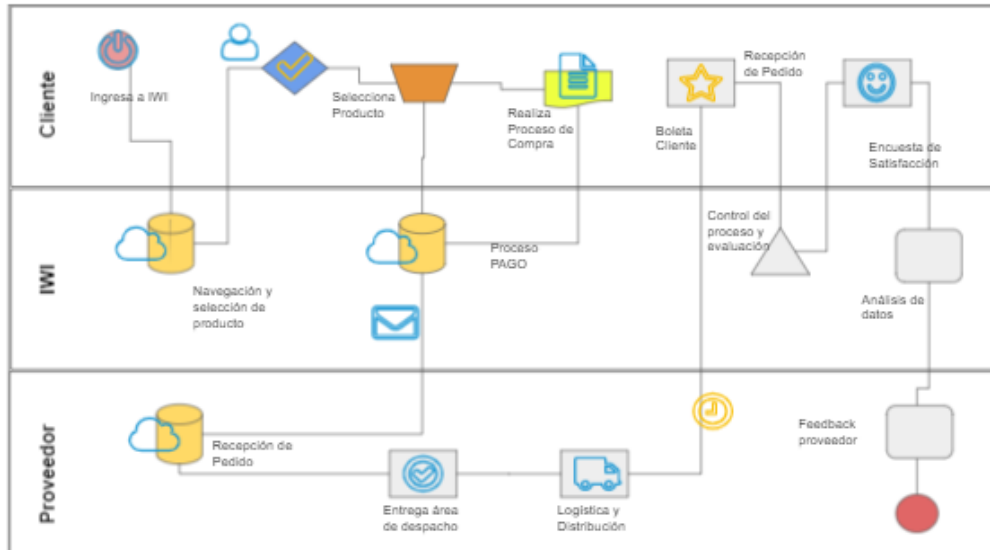 Cliente
Ingresa a IWI
Selecciona
Producto
Realiza
Proceso de
Compra
Boleta
Cliente
Recepción
de Pedido
Encuesta de
Satisfacción
IWI
Navegación y
selección de
producto
Proceso
PAGO
Control del
proceso y
evaluación
Análisis de
datos
Proveedor
Recepción de
Pedido
Entrega área
de despacho
Logística y
Distribución
Feedback
proveedor